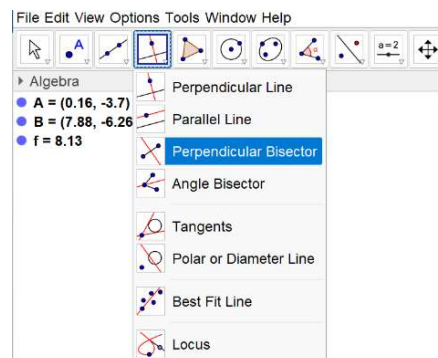 File Edit View Options Tools Window Help
A
α
a=2
Algebra
A = (0.16, -3.7)
B = (7.88, -6.26
f = 8.13
Perpendicular Line
Parallel Line
Perpendicular Bisector
Angle Bisector
Tangents
Polar or Diameter Line
Best Fit Line
Locus